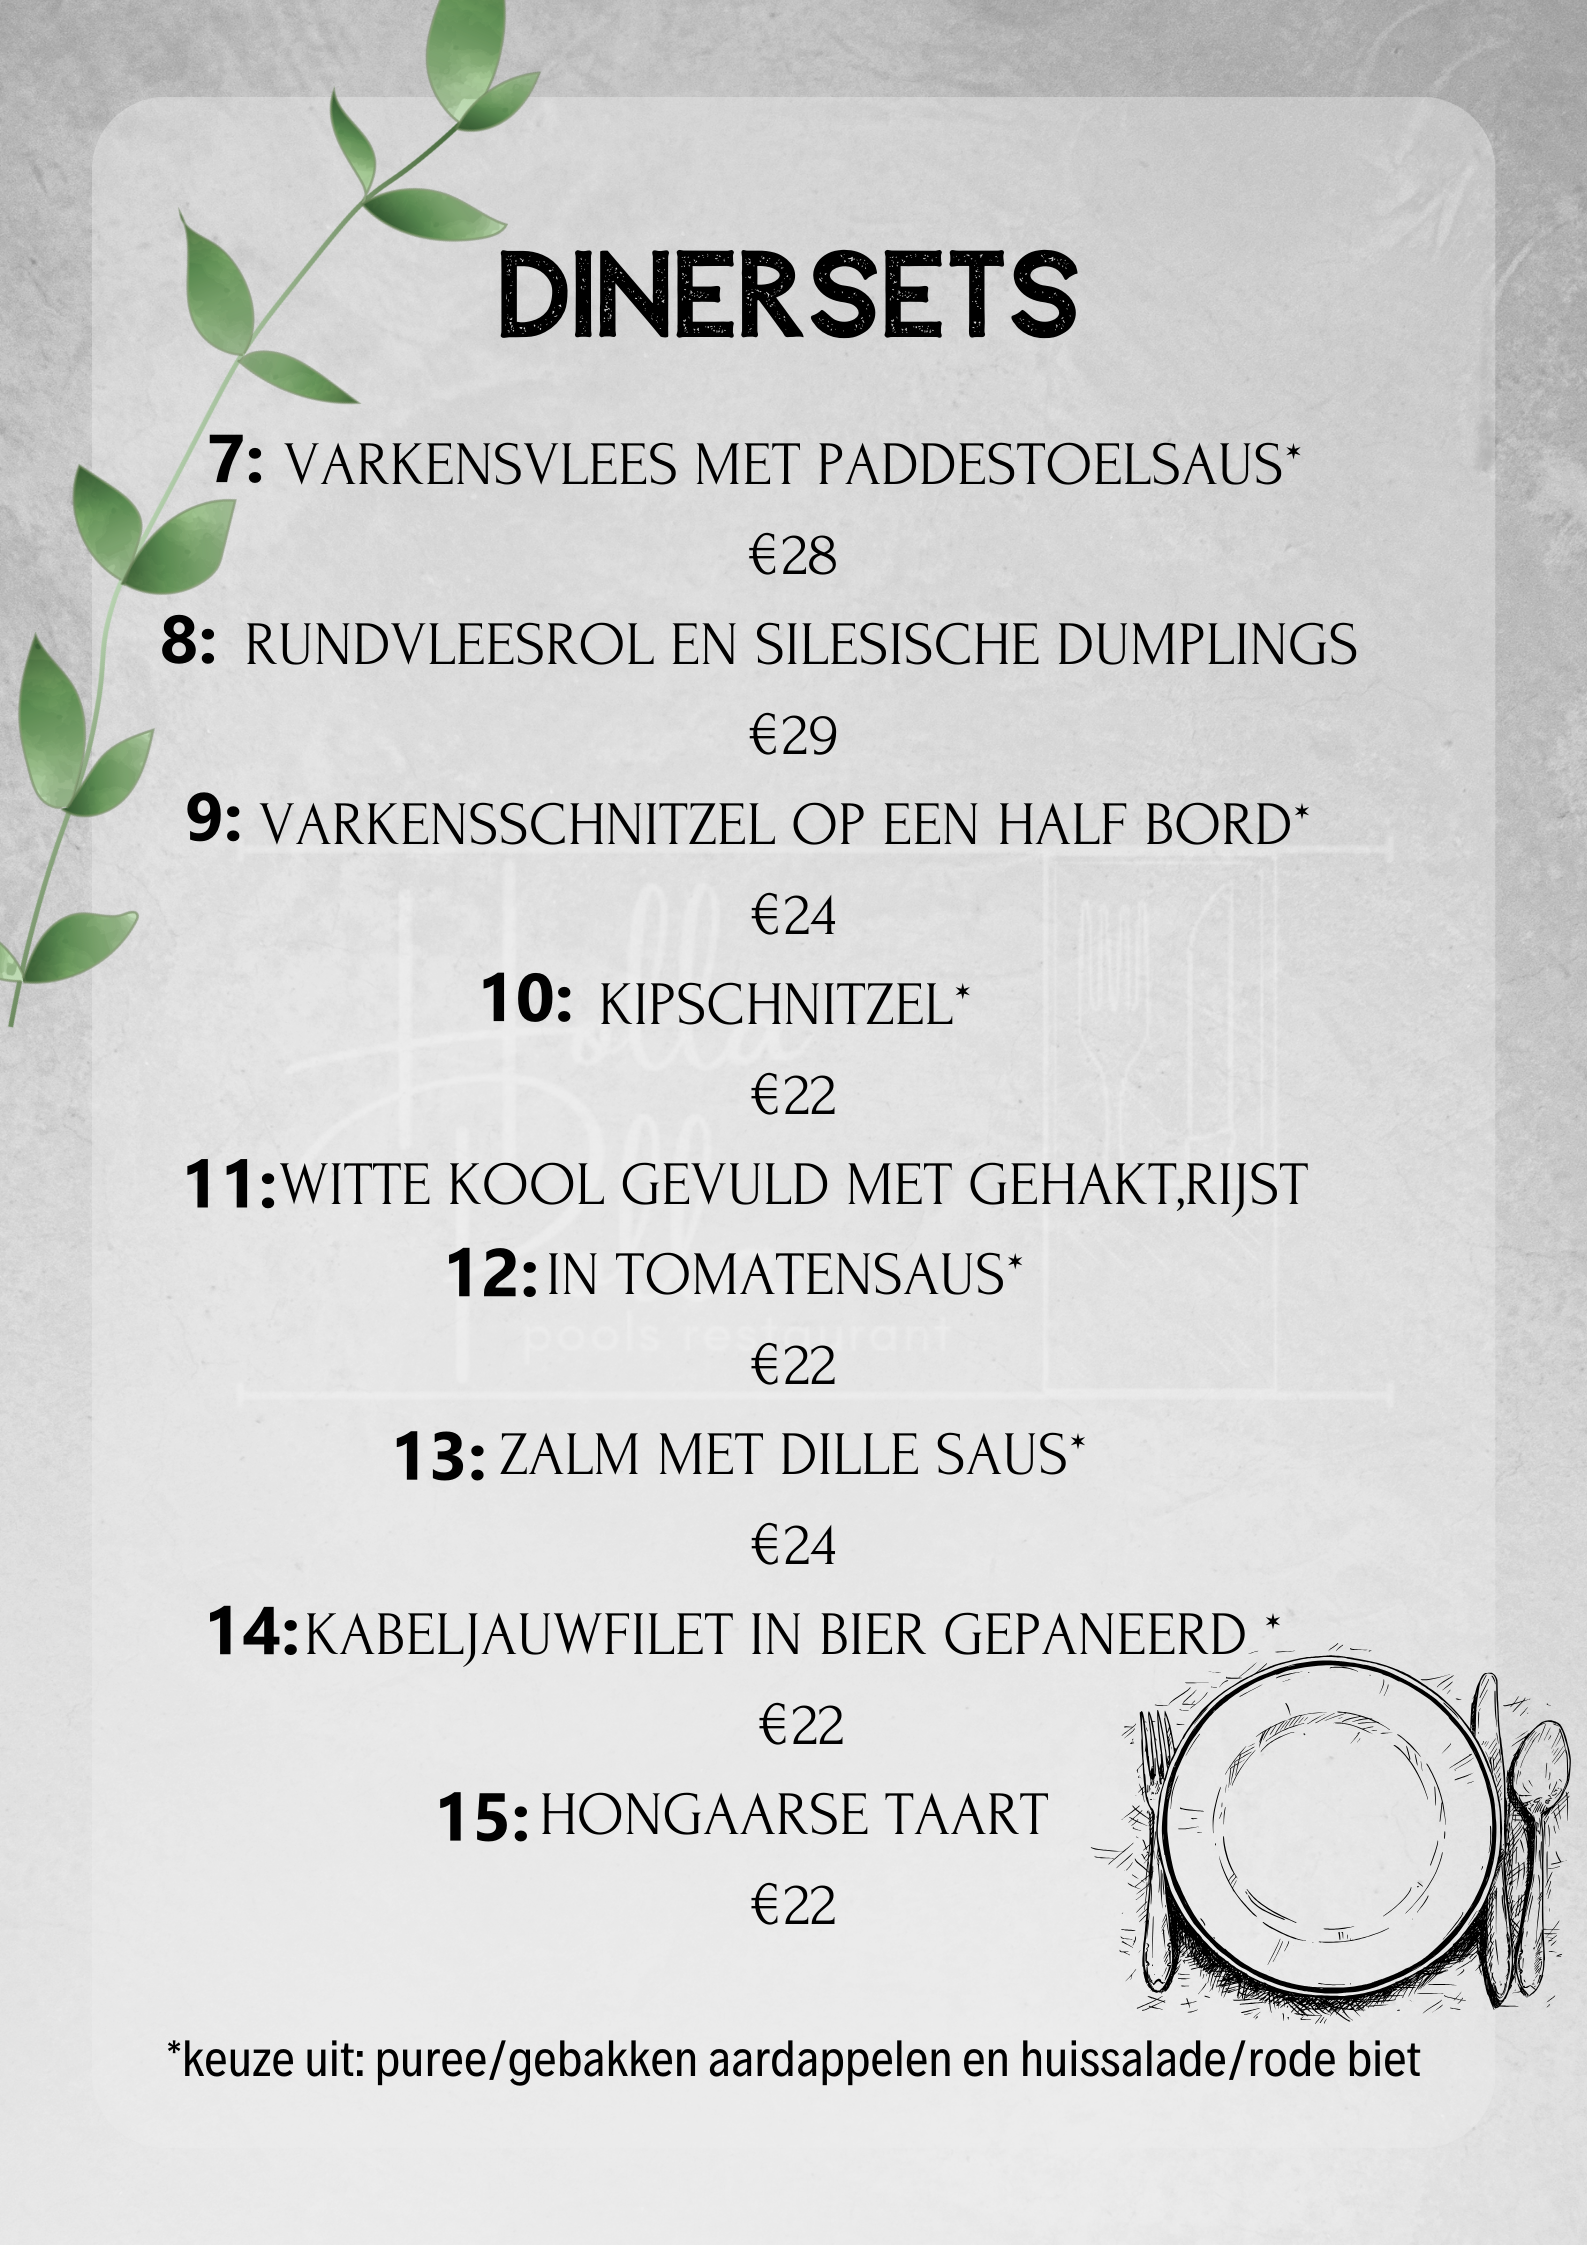 DINERSETS
7: VARKENSVLEES MET PADDESTOELSAUS*
€28
8: RUNDVLEESROL EN SILESISCHE DUMPLINGS
€29
9: VARKENSSCHNITZEL OP EEN HALF BORD*
€24
10: KIPSCHNITZEL*
€22
11:WITTE KOOL GEVULD MET GEHAKT,RIJST
12: IN TOMATENSAUS*
€22
13: ZALM MET DILLE SAUS*
€24
14: KABELJAUWFILET IN BIER GEPANEERD *
€22
15: HONGAARSE TAART
€22
*keuze uit: puree/gebakken aardappelen en huissalade/rode biet
Holla
pools restaurant